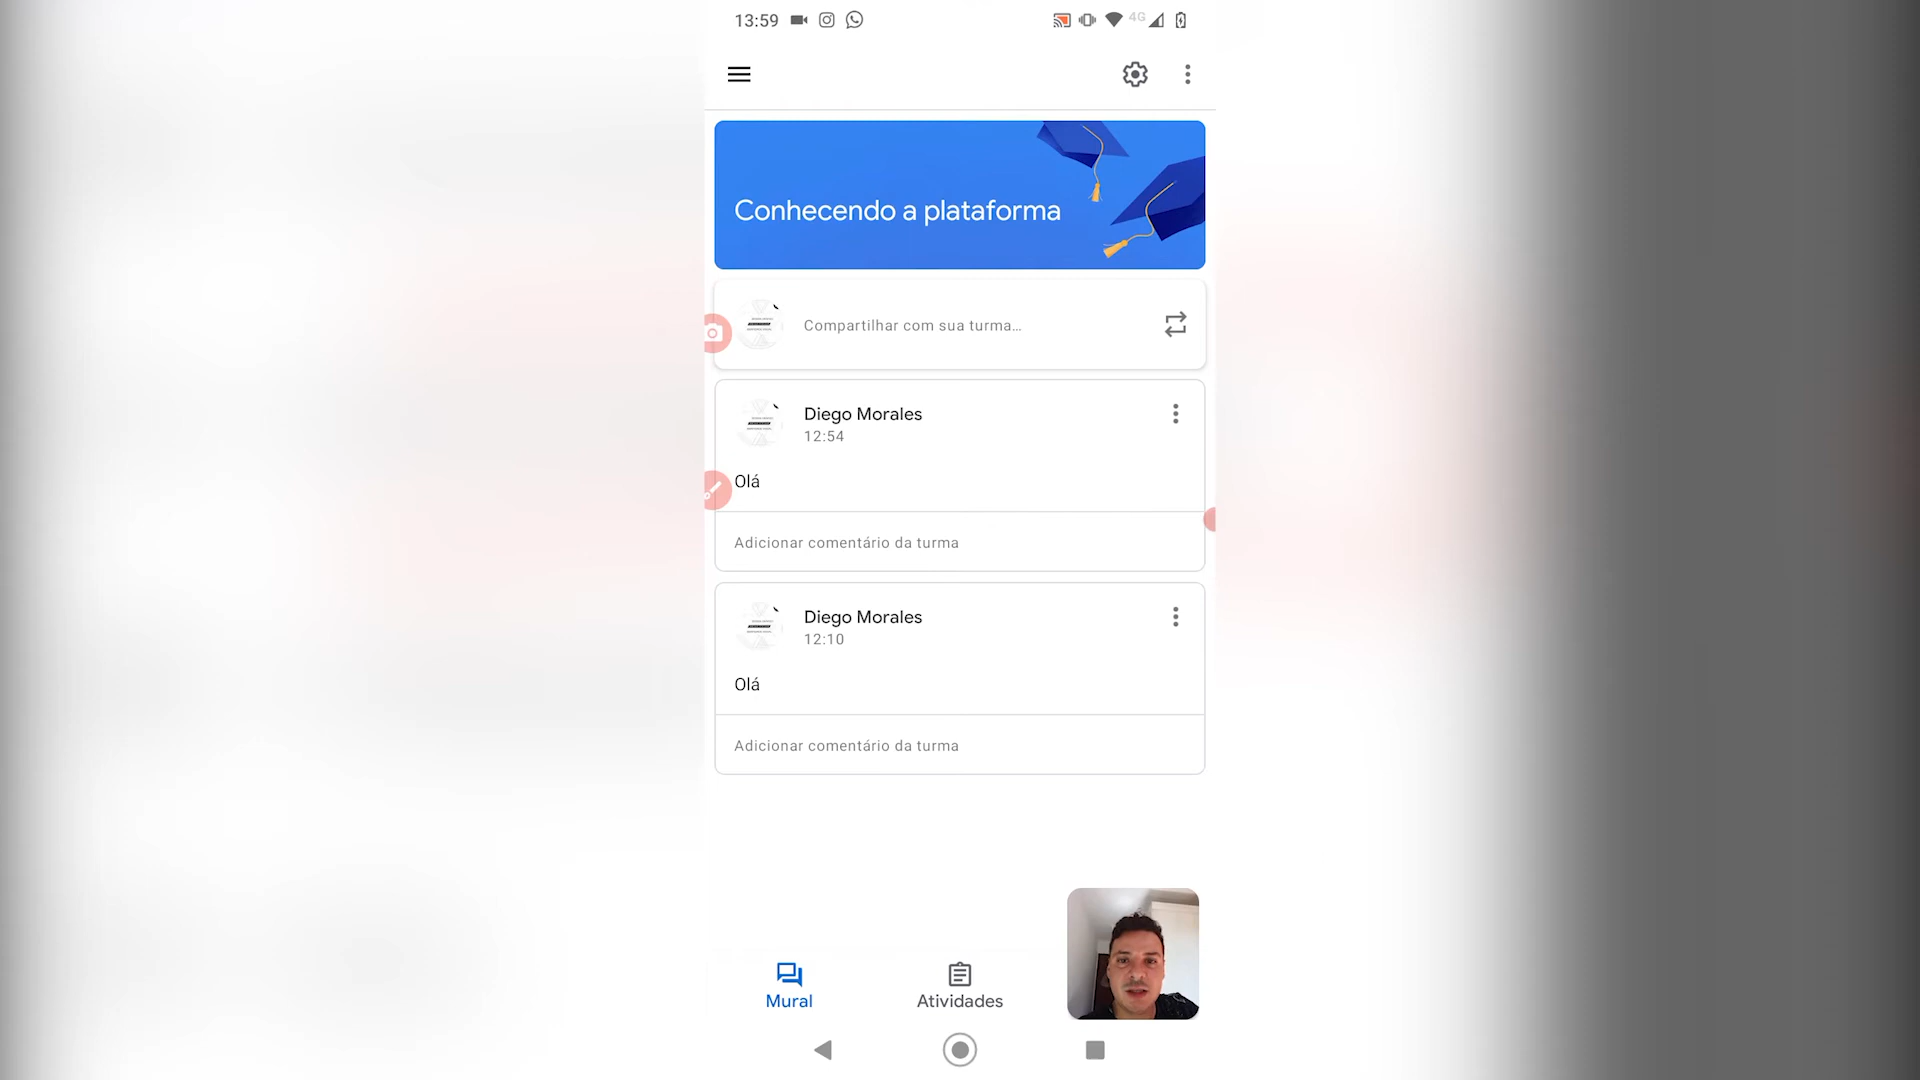 13:59
4G
Conhecendo a plataforma
Compartilhar com sua turma...
Diego Morales
12:54
Olá
Adicionar comentário da turma
Diego Morales
12:10
Olá
Adicionar comentário da turma
Mural
Atividades